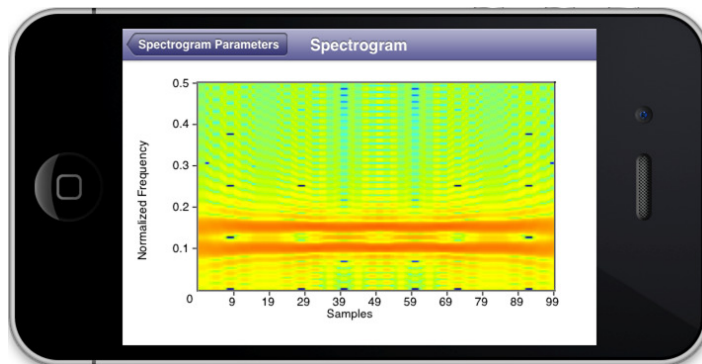 Spectrogram Parameters
Spectrogram
0.5
0.4
0.3
0.2
0.1
0
Normalized Frequency
9 19 29 39 49 59 69 79 89 99
Samples